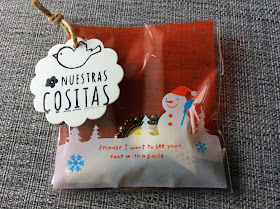 NUESTRAS
COSITAS
Because I want to see your
face in this smile.